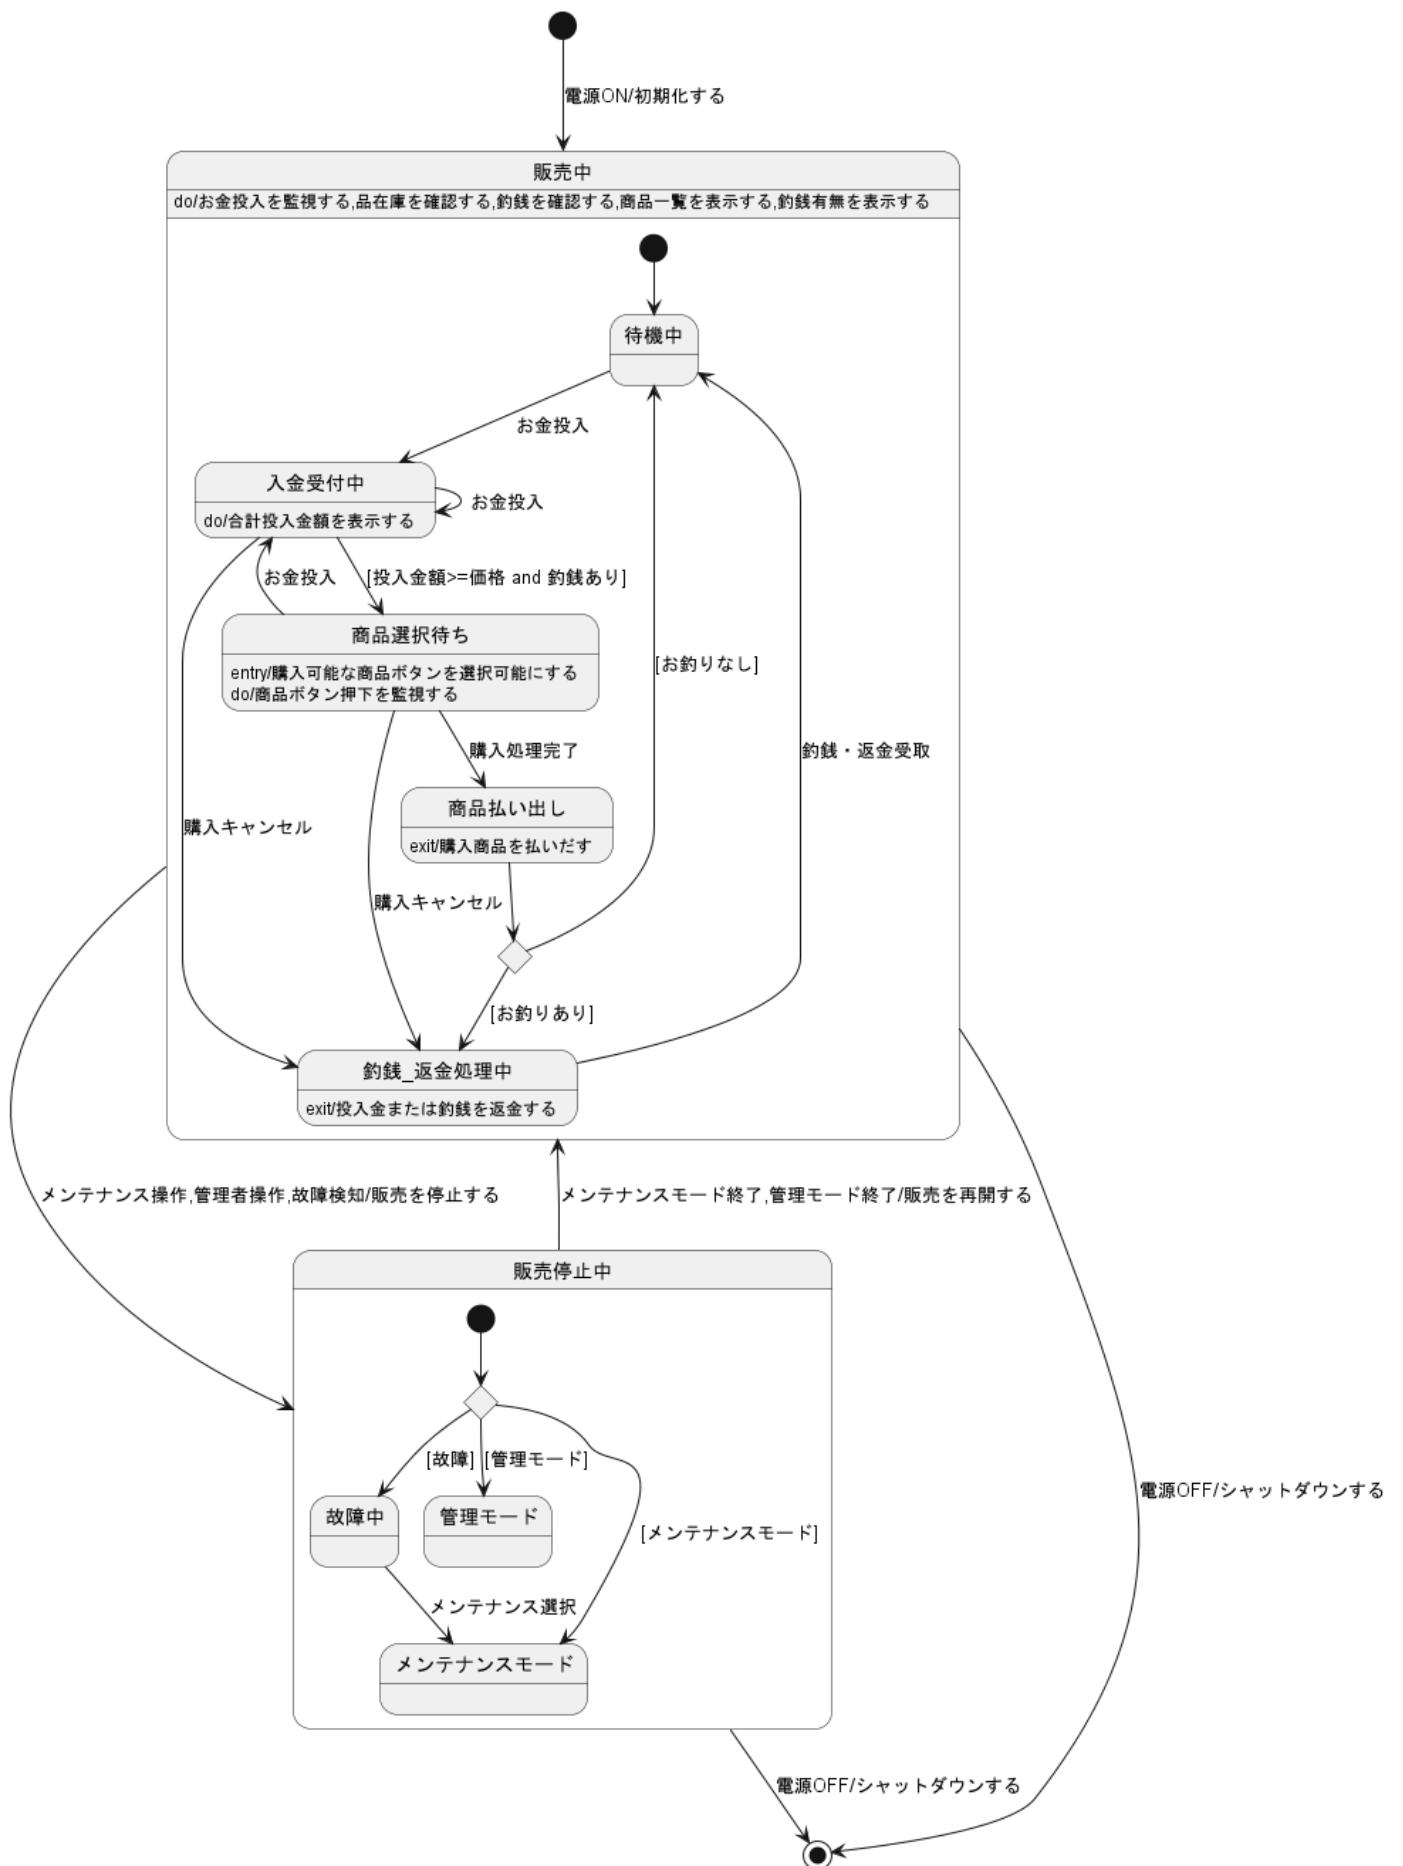 電源ON/初期化する
販売中
do/お金投入を監視する,品在庫を確認する,釣銭を確認する,商品一覧を表示する,釣銭有無を表示する
待機中
お金投入
入金受付中
do/合計投入金額を表示する
お金投入
お金投入
[投入金額>=価格 and 釣銭あり]
商品選択待ち
entry/購入可能な商品ボタンを選択可能にする
do/商品ボタン押下を監視する
[お釣りなし]
購入処理完了
釣銭・返金受取
商品払い出し
exit/購入商品を払いだす
購入キャンセル
購入キャンセル
[お釣りあり]
釣銭_返金処理中
exit/投入金または釣銭を返金する
メンテナンス操作,管理者操作,故障検知/販売を停止する
メンテナンスモード終了,管理モード終了/販売を再開する
販売停止中
[故障]
[管理モード]
電源OFF/シャットダウンする
故障中
管理モード
[メンテナンスモード]
メンテナンス選択
メンテナンスモード
電源OFF/シャットダウンする